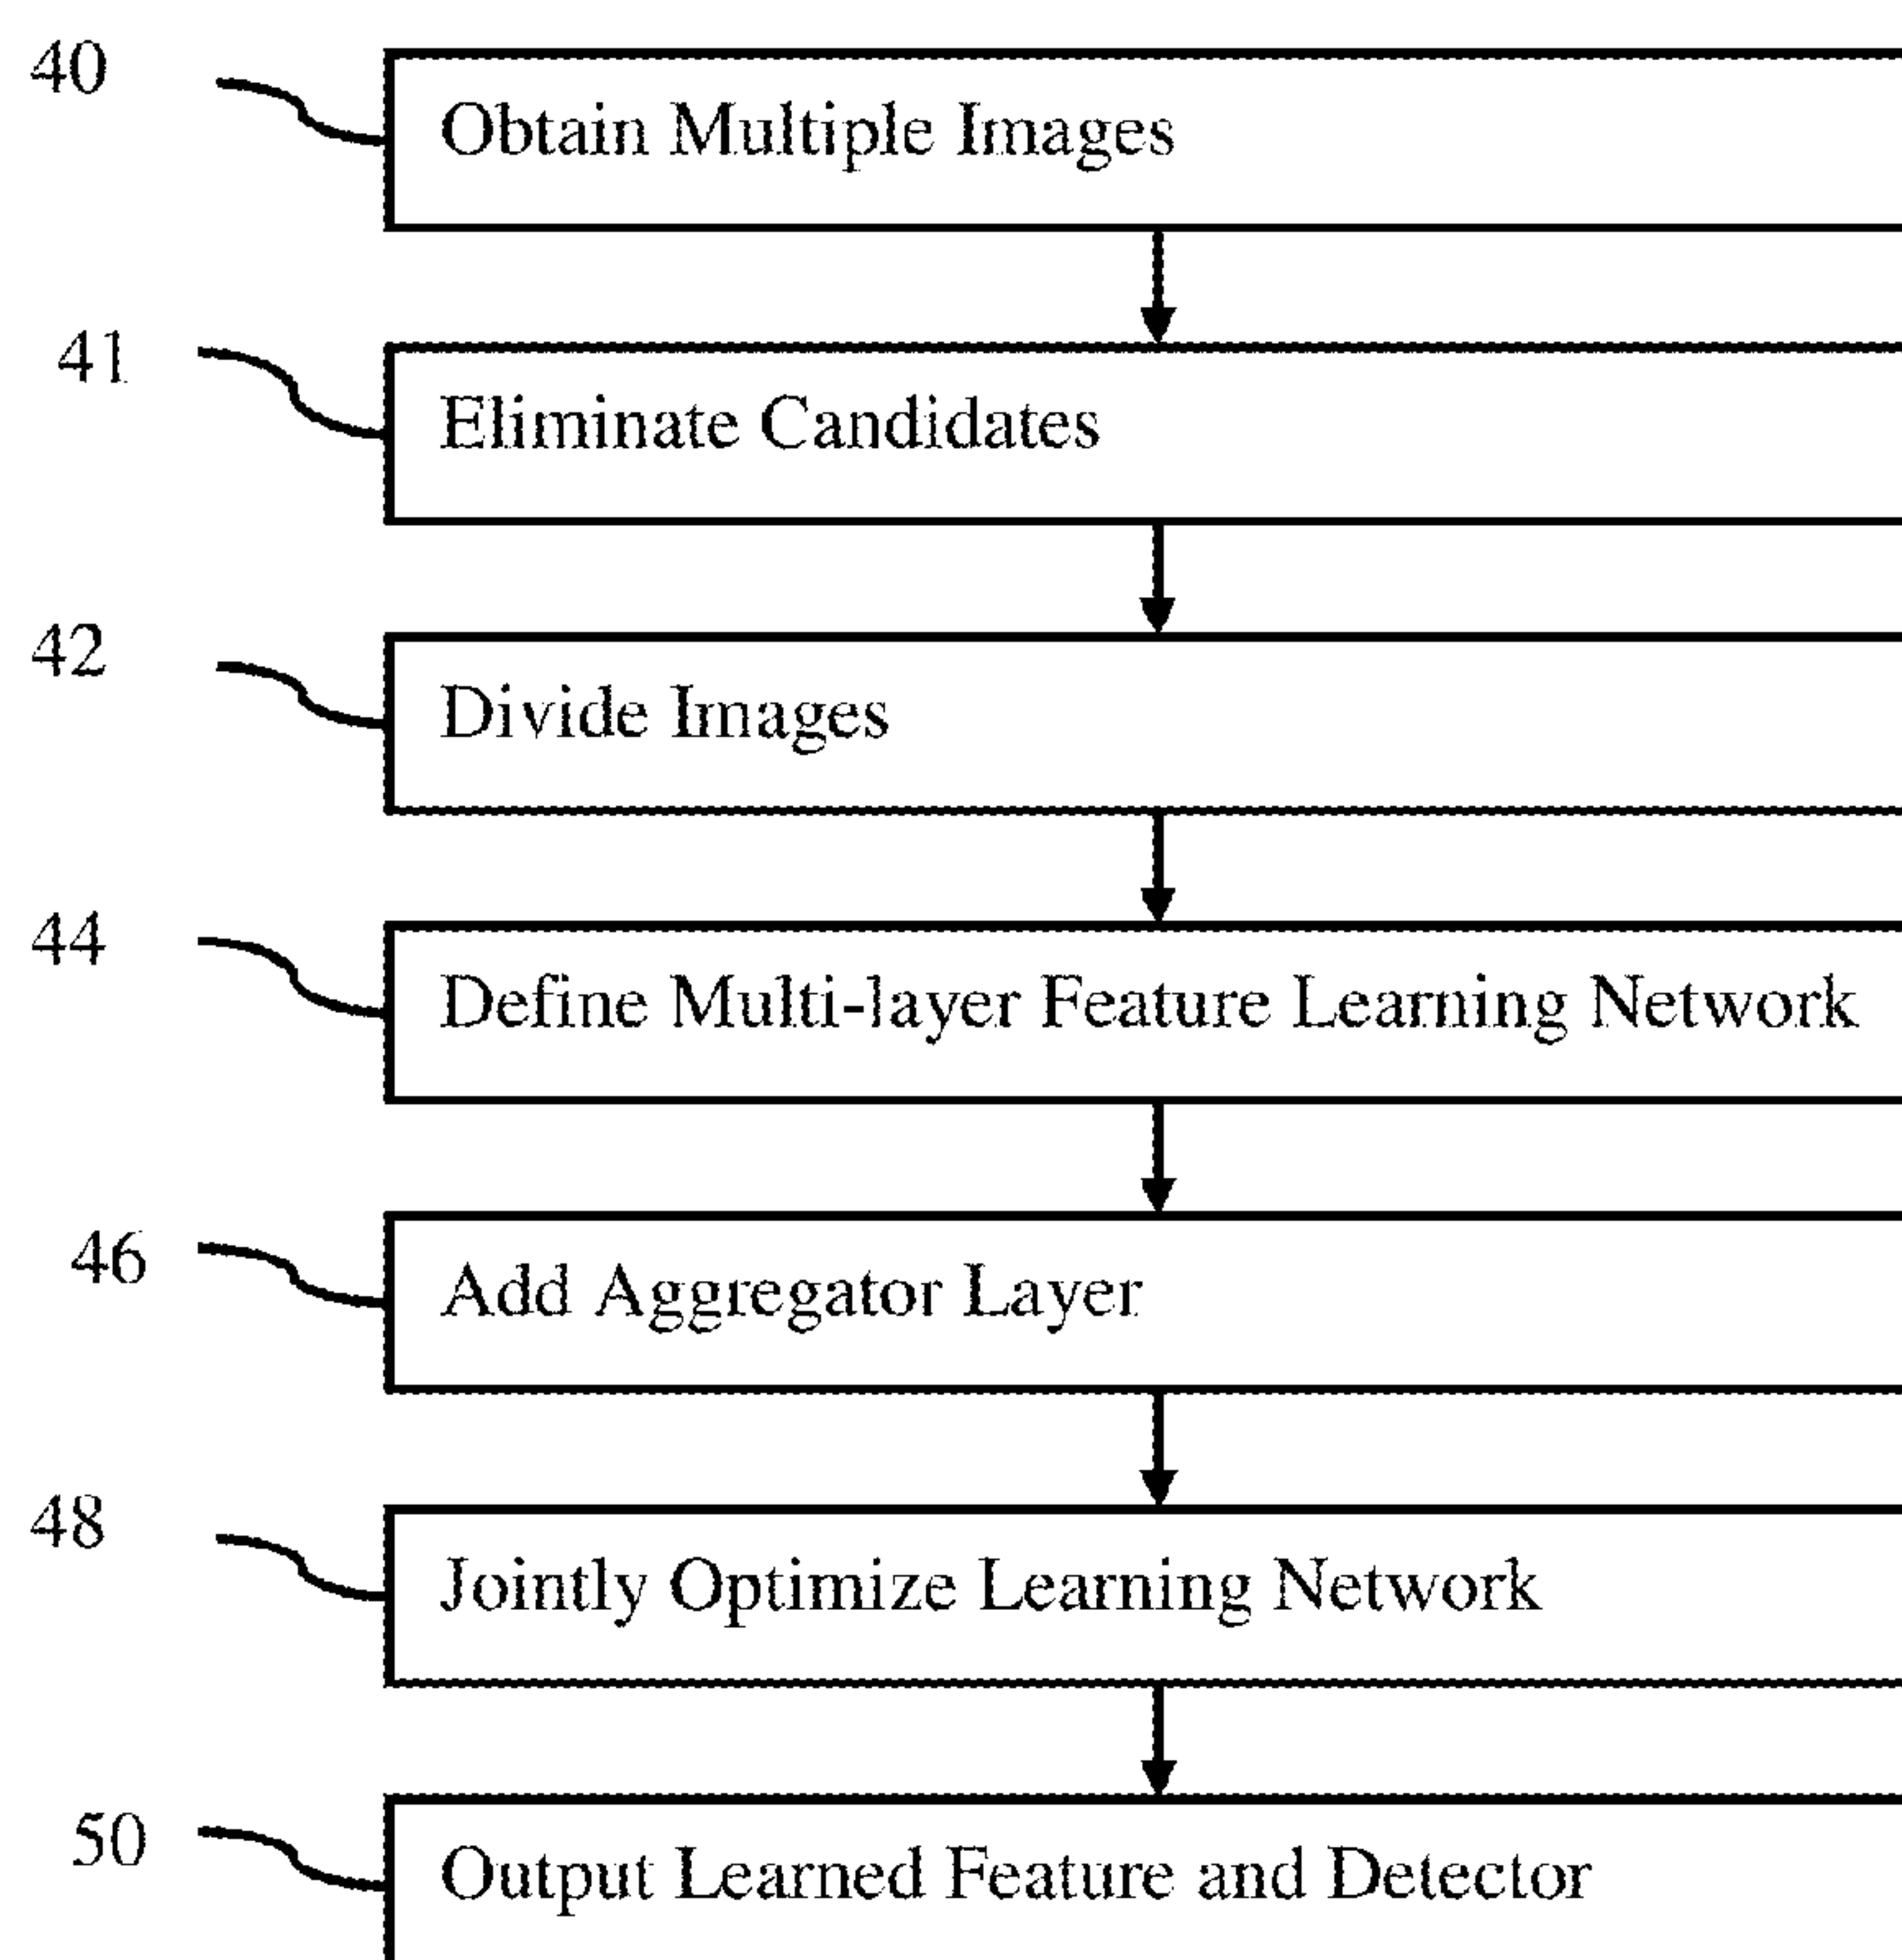 40
Obtain Multiple Images
41
Eliminate Candidates
42
Divide Images
44
Define Multi-layer Feature Learning Network
46
Add Aggregator Layer
48
Jointly Optimize Learning Network
50
Output Learned Feature and Detector